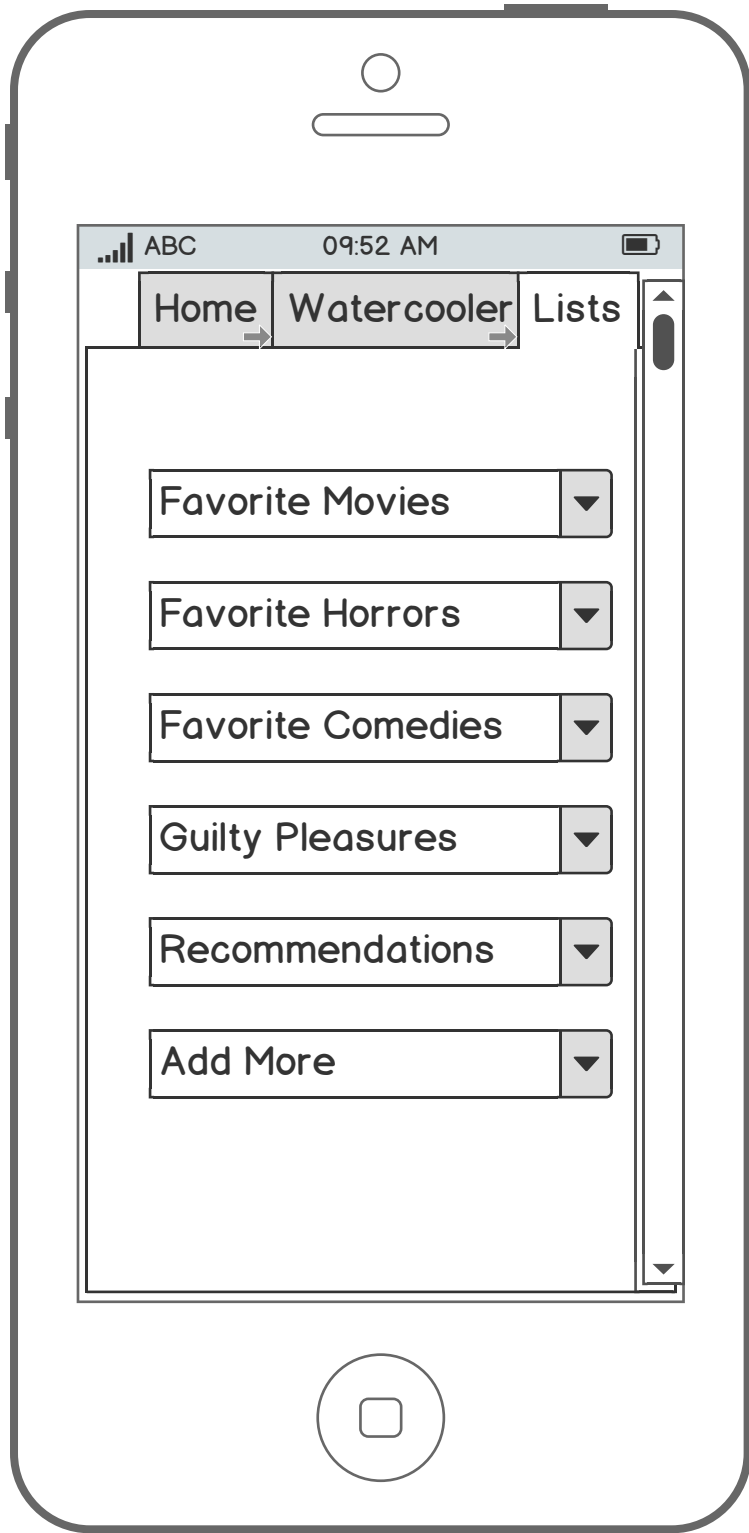 ABC 09:52 AM
Home Watercooler Lists
Favorite Movies
Favorite Horrors
Favorite Comedies
Guilty Pleasures
Recommendations
Add More